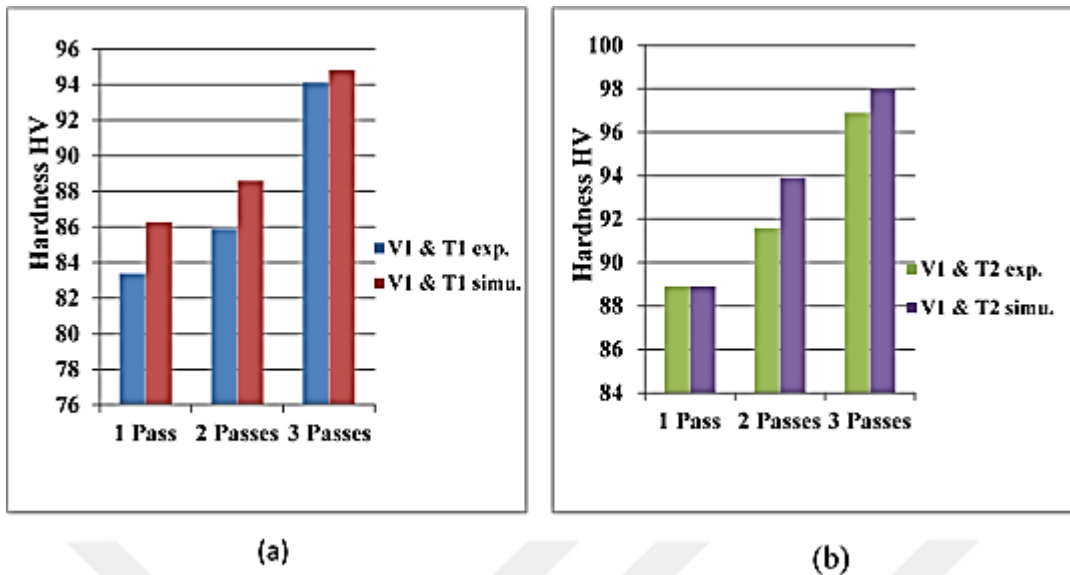 Hardness HV
96
94
92
90
88
86
84
82
80
78
76
1 Pass 2 Passes 3 Passes
V1 & T1 exp.
V1 & T1 simu.
(a)
Hardness HV
100
98
96
94
92
90
88
86
84
1 Pass 2 Passes 3 Passes
V1 & T2 exp.
V1 & T2 simu.
(b)